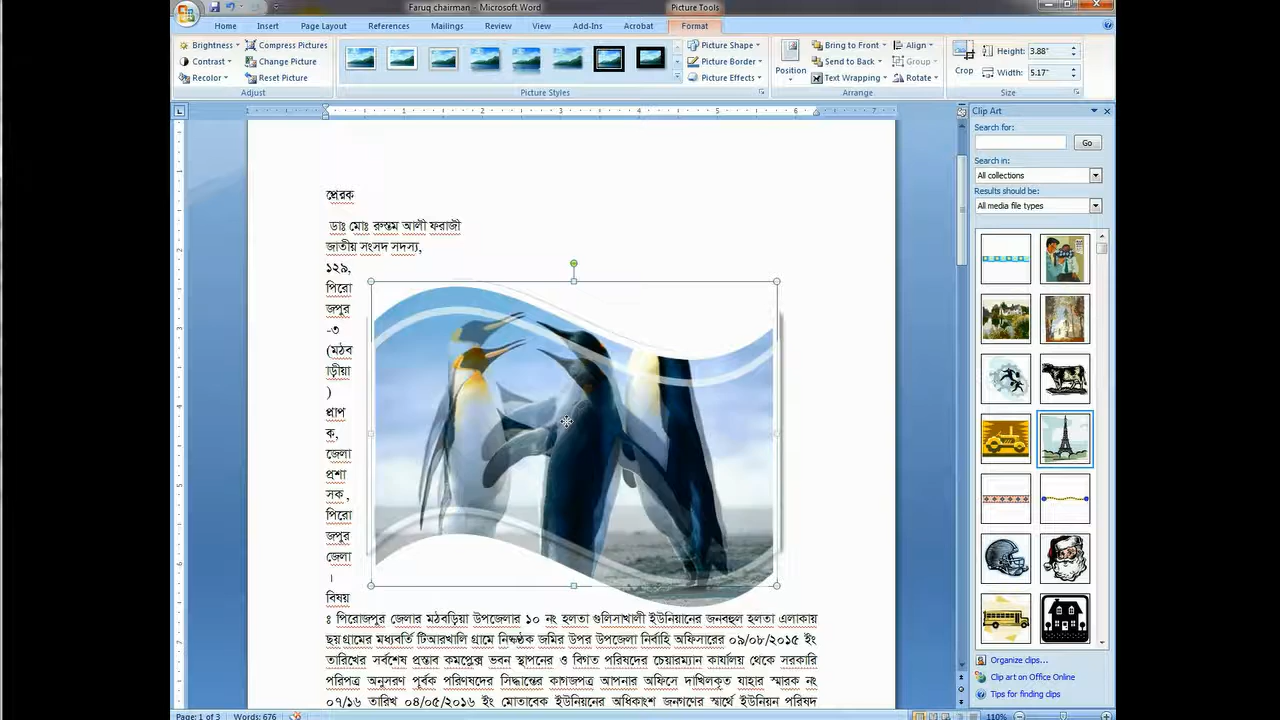 Faruq chairman - Microsoft Word
Picture Tools
Home
Insert
Page Layout
References
Mailings
Review
View
Add-Ins
Acrobat
Format
Brightness
Compress Pictures
Picture Shape
Bring to Front
Align
Height: 3.88"
Contrast
Change Picture
Picture Border
Position
Send to Back
Group
Crop
Width: 5.17"
Recolor
Reset Picture
Picture Effects
Text Wrapping
Rotate
Adjust
Picture Styles
Arrange
Size
Clip Art
Search for:
Go
Search in:
All collections
Results should be:
All media file types
প্রেরক
ডাঃ মোঃ রুস্তম আলী ফরাজী
জাতীয় সংসদ সদস্য,
১২৯,
পিরো
জপুর
-৩
(মঠব
াড়ীয়া
)
প্রাপ
ক,
জেলা
প্রশা
সক,
পিরো
জপুর
জেলা
।
বিষয়
ঃ পিরোজপুর জেলার মঠবড়িয়া উপজেলার ১০ নং হলতা গুলিসাখালী ইউনিয়নের জনবহুল হলতা এলাকায়
ছয় গ্রামের মধ্যবর্তি টিআরখালি গ্রামে নিষ্কন্ঠক জমির উপর উপজেলা নির্বাহি অফিসারের ০৯/০৮/২০১৫ ইং
তারিখের সর্বশেষ প্রস্তাব কমপ্লেক্স ভবন স্থাপনের ও বিগত পরিষদের চেয়ারম্যান কার্যালয় থেকে সরকারি
পরিপত্র অনুসরণ পূর্বক পরিষদের সিদ্ধান্তের কাগজপত্র আপনার অফিসে দাখিলকৃত যাহার স্মারক নং
০৭/১৬ তারিখ ০৪/০৫/২০১৬ ইং মোতাবেক ইউনিয়নের অধিকাংশ জনগণের স্বার্থে ইউনিয়ন পরিষদ
Organize clips...
Clip art on Office Online
Tips for finding clips
Page: 1 of 3
Words: 676
110%